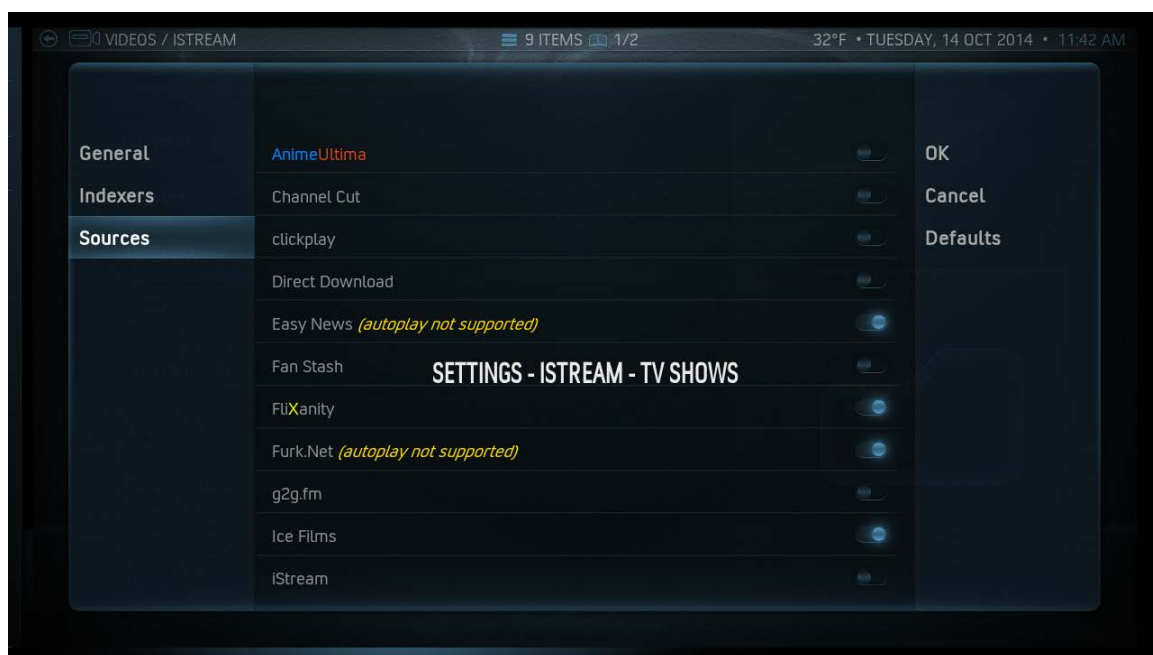 VIDEOS / ISTREAM
9 ITEMS 1/2
32°F • TUESDAY, 14 OCT 2014 • 11:42 AM
General
Indexers
Sources
AnimeUltima
Channel Cut
clickplay
Direct Download
Easy News (autoplay not supported)
Fan Stash
SETTINGS - ISTREAM - TV SHOWS
FliXanity
Furk.Net (autoplay not supported)
g2g.fm
Ice Films
iStream
OK
Cancel
Defaults